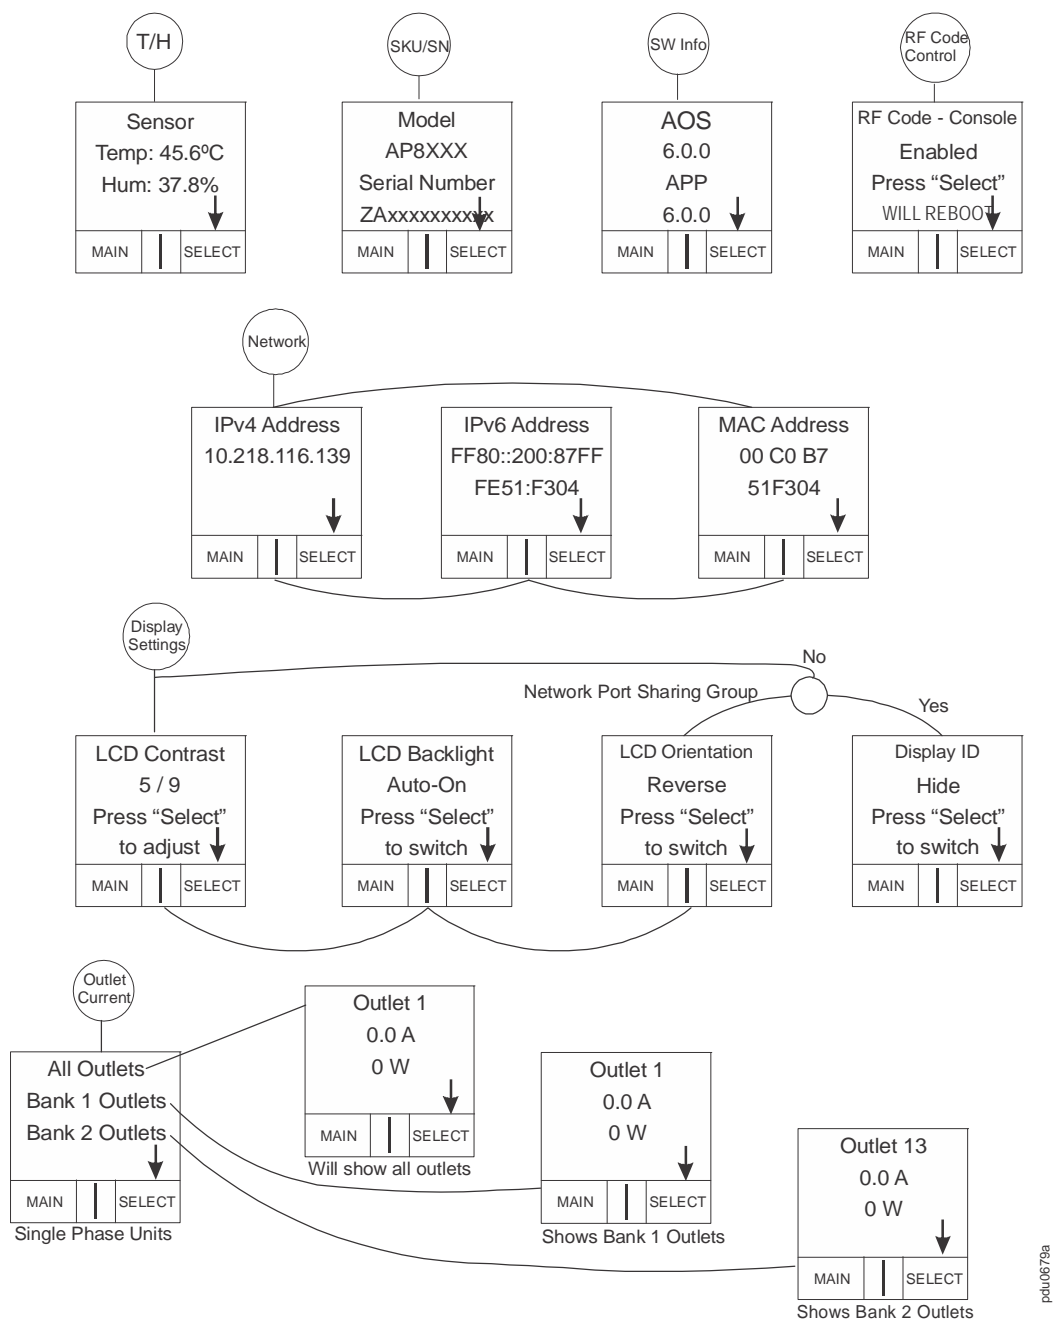 T/H
SKU/SN
SW Info
RF Code
Control
Sensor
Temp: 45.6ºC
Hum: 37.8%
MAIN
SELECT
Model
AP8XXX
Serial Number
ZAxxxxxxxxxx
MAIN
SELECT
AOS
6.0.0
APP
6.0.0
MAIN
SELECT
RF Code - Console
Enabled
Press “Select”
WILL REBOOT
MAIN
SELECT
Network
IPv4 Address
10.218.116.139
MAIN
SELECT
IPv6 Address
FF80::200:87FF
FE51:F304
MAIN
SELECT
MAC Address
00 C0 B7
51F304
MAIN
SELECT
Display
Settings
No
Network Port Sharing Group
Yes
LCD Contrast
5 / 9
Press “Select”
to adjust
MAIN
SELECT
LCD Backlight
Auto-On
Press “Select”
to switch
MAIN
SELECT
LCD Orientation
Reverse
Press “Select”
to switch
MAIN
SELECT
Display ID
Hide
Press “Select”
to switch
MAIN
SELECT
Outlet
Current
All Outlets
Bank 1 Outlets
Bank 2 Outlets
MAIN
SELECT
Single Phase Units
Outlet 1
0.0 A
0 W
MAIN
SELECT
Will show all outlets
Outlet 1
0.0 A
0 W
MAIN
SELECT
Shows Bank 1 Outlets
Outlet 13
0.0 A
0 W
MAIN
SELECT
Shows Bank 2 Outlets
pdu0679a